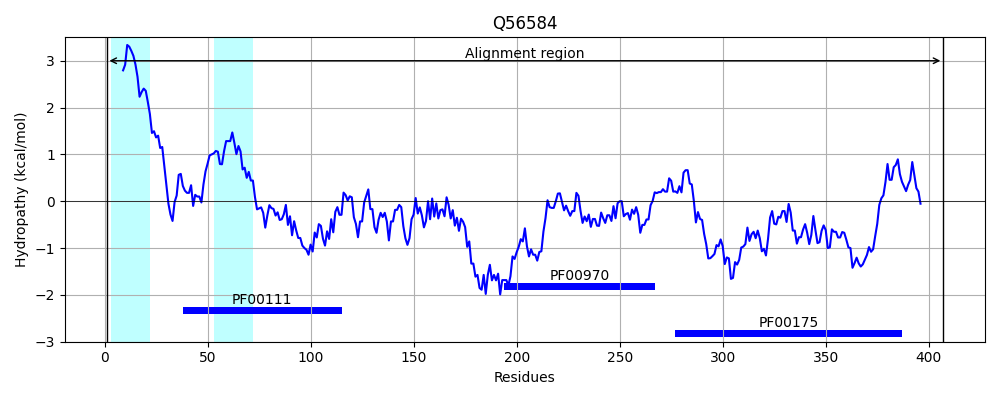 Q56584
Alignment region
3
2
1
0
−1
−2
−3
Hydropathy (kcal/mol)
PF00970
PF00111
PF00175
0 50 100 150 200 250 300 350 400
Residues